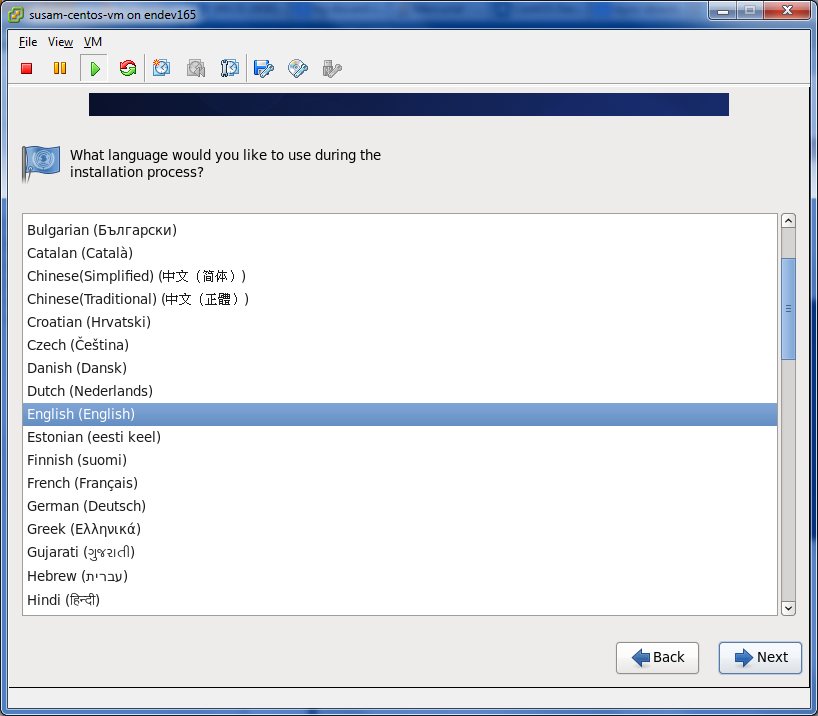 susam-centos-vm on endev165
File View VM
What language would you like to use during the
installation process?
Bulgarian (Български)
Catalan (Català)
Chinese(Simplified) (中文（简体）)
Chinese(Traditional) (中文（正體）)
Croatian (Hrvatski)
Czech (Čeština)
Danish (Dansk)
Dutch (Nederlands)
English (English)
Estonian (eesti keel)
Finnish (suomi)
French (Français)
German (Deutsch)
Greek (Ελληνικά)
Gujarati (ગુજરાતી)
Hebrew (עברית)
Hindi (हिन्दी)
Back Next